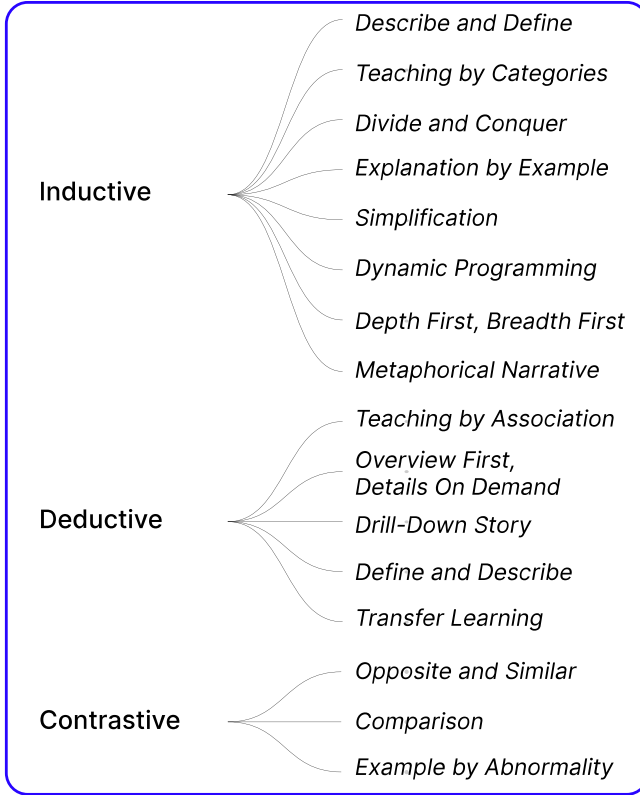 Describe and Define
Teaching by Categories
Divide and Conquer
Explanation by Example
Inductive
Simplification
Dynamic Programming
Depth First, Breadth First
Metaphorical Narrative
Teaching by Association
Overview First,
Details On Demand
Deductive
Drill-Down Story
Define and Describe
Transfer Learning
Opposite and Similar
Contrastive
Comparison
Example by Abnormality